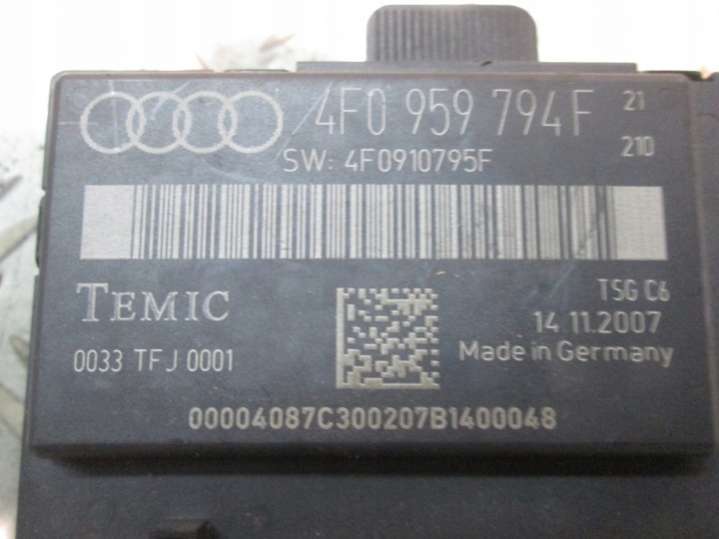 4F0 959 794 F 21
210
SW: 4F0910795F
TEMIC
TSG C6
14.11.2007
0033 TFJ 0001
Made in Germany
00004087C300207B1400048